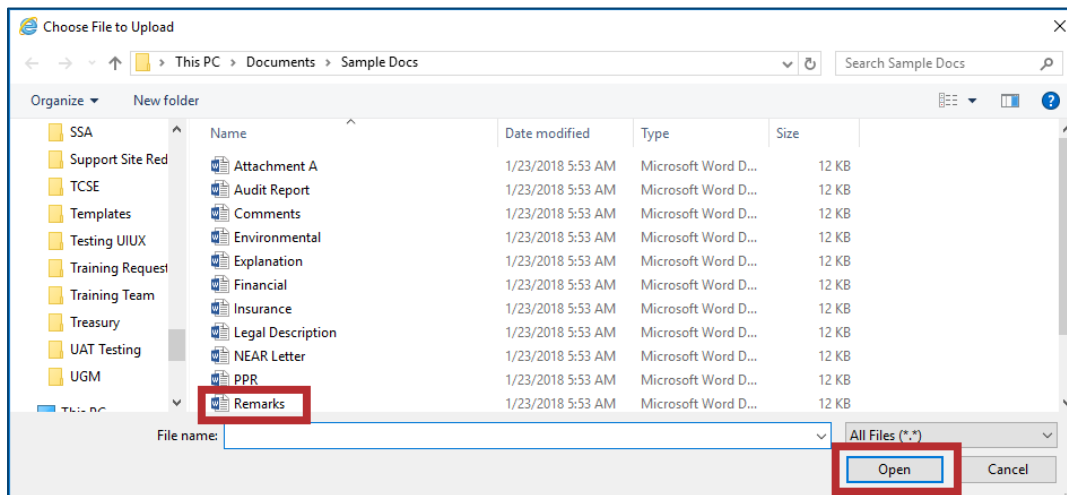 Choose File to Upload
This PC > Documents > Sample Docs
Search Sample Docs
Organize
New folder
SSA
Support Site Red
TCSE
Templates
Testing UIUX
Training Request
Training Team
Treasury
UAT Testing
UGM
This PC
Name Date modified Type Size
Attachment A 1/23/2018 5:53 AM Microsoft Word D... 12 KB
Audit Report 1/23/2018 5:53 AM Microsoft Word D... 12 KB
Comments 1/23/2018 5:53 AM Microsoft Word D... 12 KB
Environmental 1/23/2018 5:53 AM Microsoft Word D... 12 KB
Explanation 1/23/2018 5:53 AM Microsoft Word D... 12 KB
Financial 1/23/2018 5:53 AM Microsoft Word D... 12 KB
Insurance 1/23/2018 5:53 AM Microsoft Word D... 12 KB
Legal Description 1/23/2018 5:53 AM Microsoft Word D... 12 KB
NEAR Letter 1/23/2018 5:53 AM Microsoft Word D... 12 KB
PPR 1/23/2018 5:53 AM Microsoft Word D... 12 KB
Remarks 1/23/2018 5:53 AM Microsoft Word D... 12 KB
File name:
All Files (*.*)
Open
Cancel